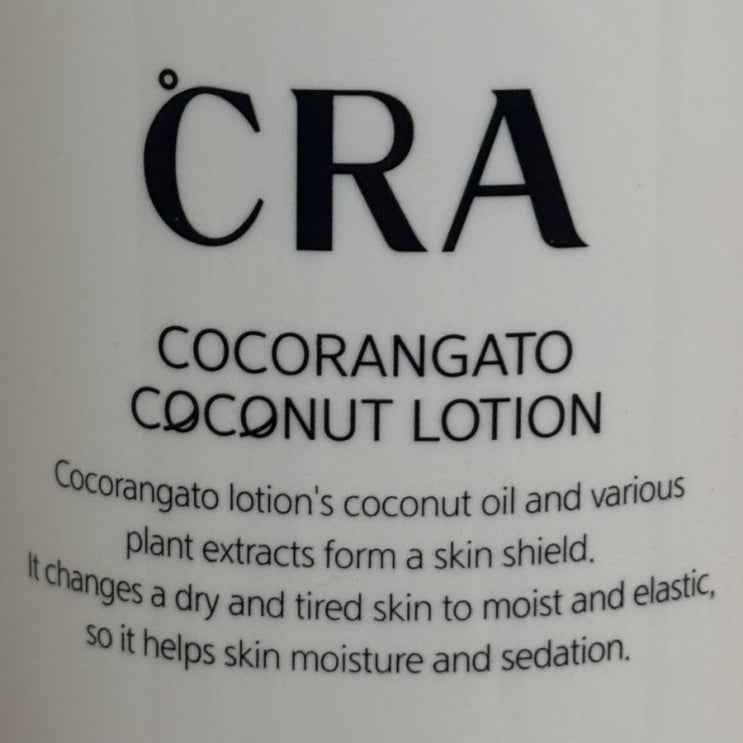 °CRA
COCORANGATO
COCONUT LOTION
Cocorangato lotion's coconut oil and various
plant extracts form a skin shield.
It changes a dry and tired skin to moist and elastic,
so it helps skin moisture and sedation.